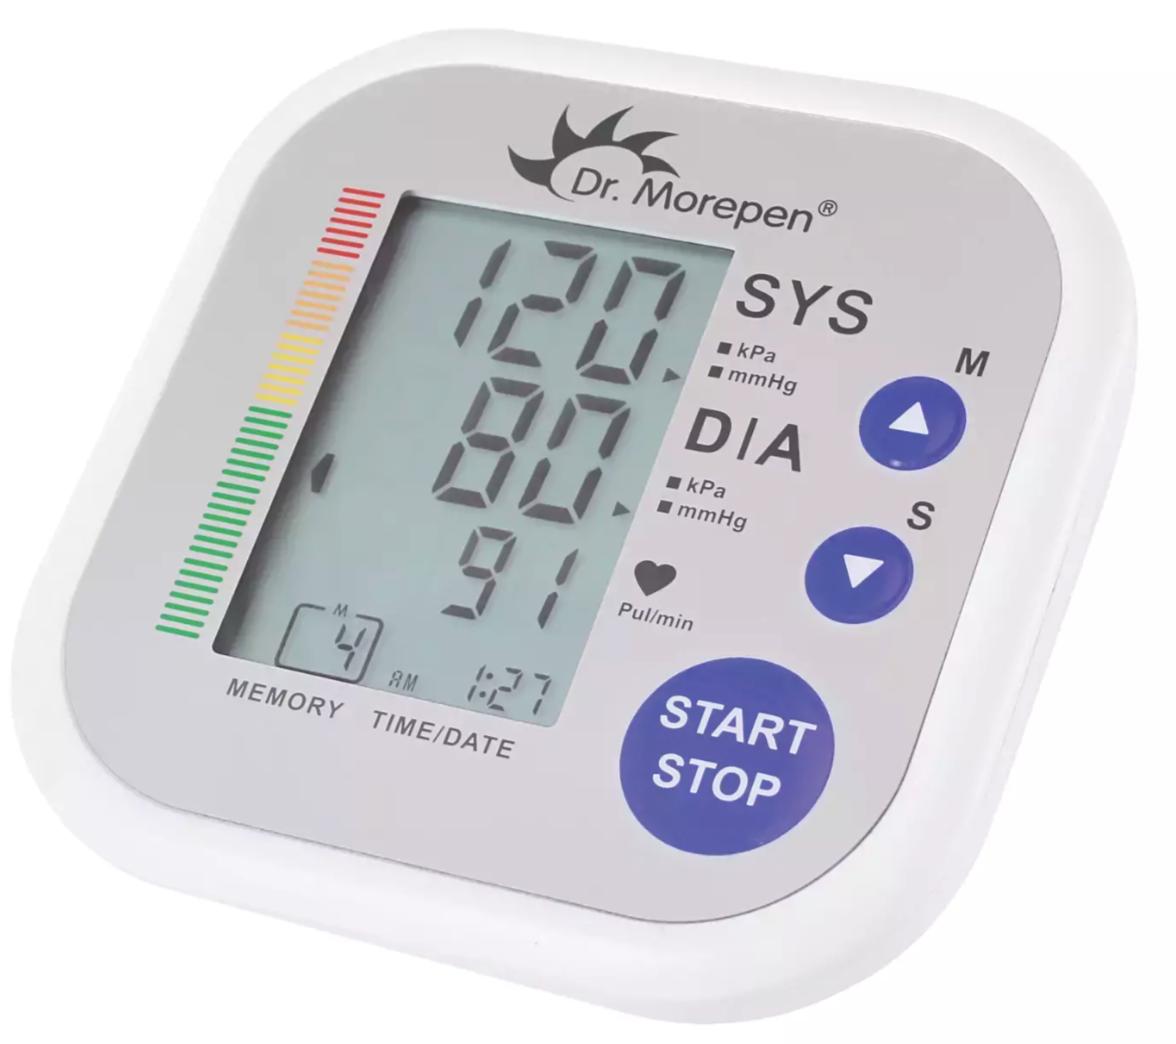 Dr. Morepen®
120
SYS
kPa
mmHg
M
80
DIA
kPa
mmHg
S
91
Pul/min
M
4
AM 1:27
MEMORY TIME/DATE
START
STOP